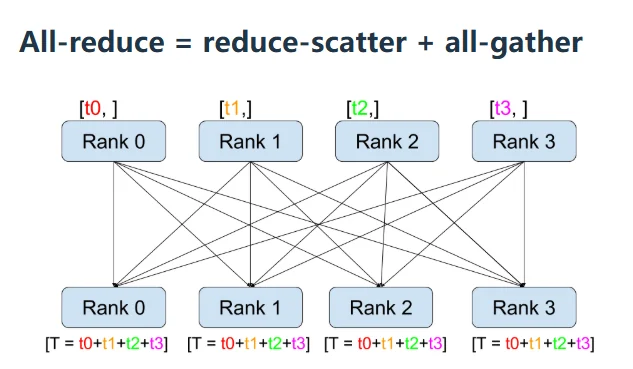 All-reduce = reduce-scatter + all-gather
[t0, ] [t1,] [t2,] [t3, ]
Rank 0 Rank 1 Rank 2 Rank 3
Rank 0 Rank 1 Rank 2 Rank 3
[T = t0+t1+t2+t3] [T = t0+t1+t2+t3] [T = t0+t1+t2+t3] [T = t0+t1+t2+t3]